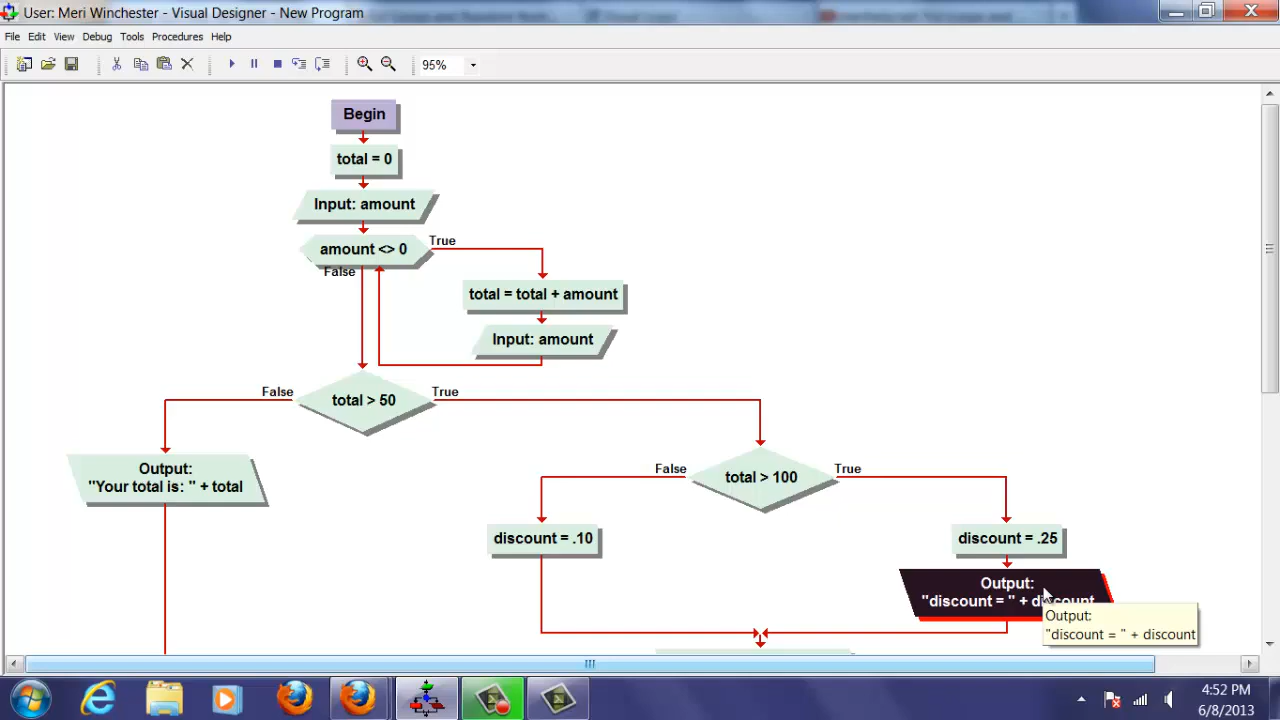 User: Meri Winchester - Visual Designer - New Program
File Edit View Debug Tools Procedures Help
95%
Begin
total = 0
Input: amount
amount <> 0
True
False
total = total + amount
Input: amount
False
total > 50
True
Output:
"Your total is: " + total
False
total > 100
True
discount = .10
discount = .25
Output:
"discount = " + discount
Output:
"discount = " + discount
4:52 PM
6/8/2013